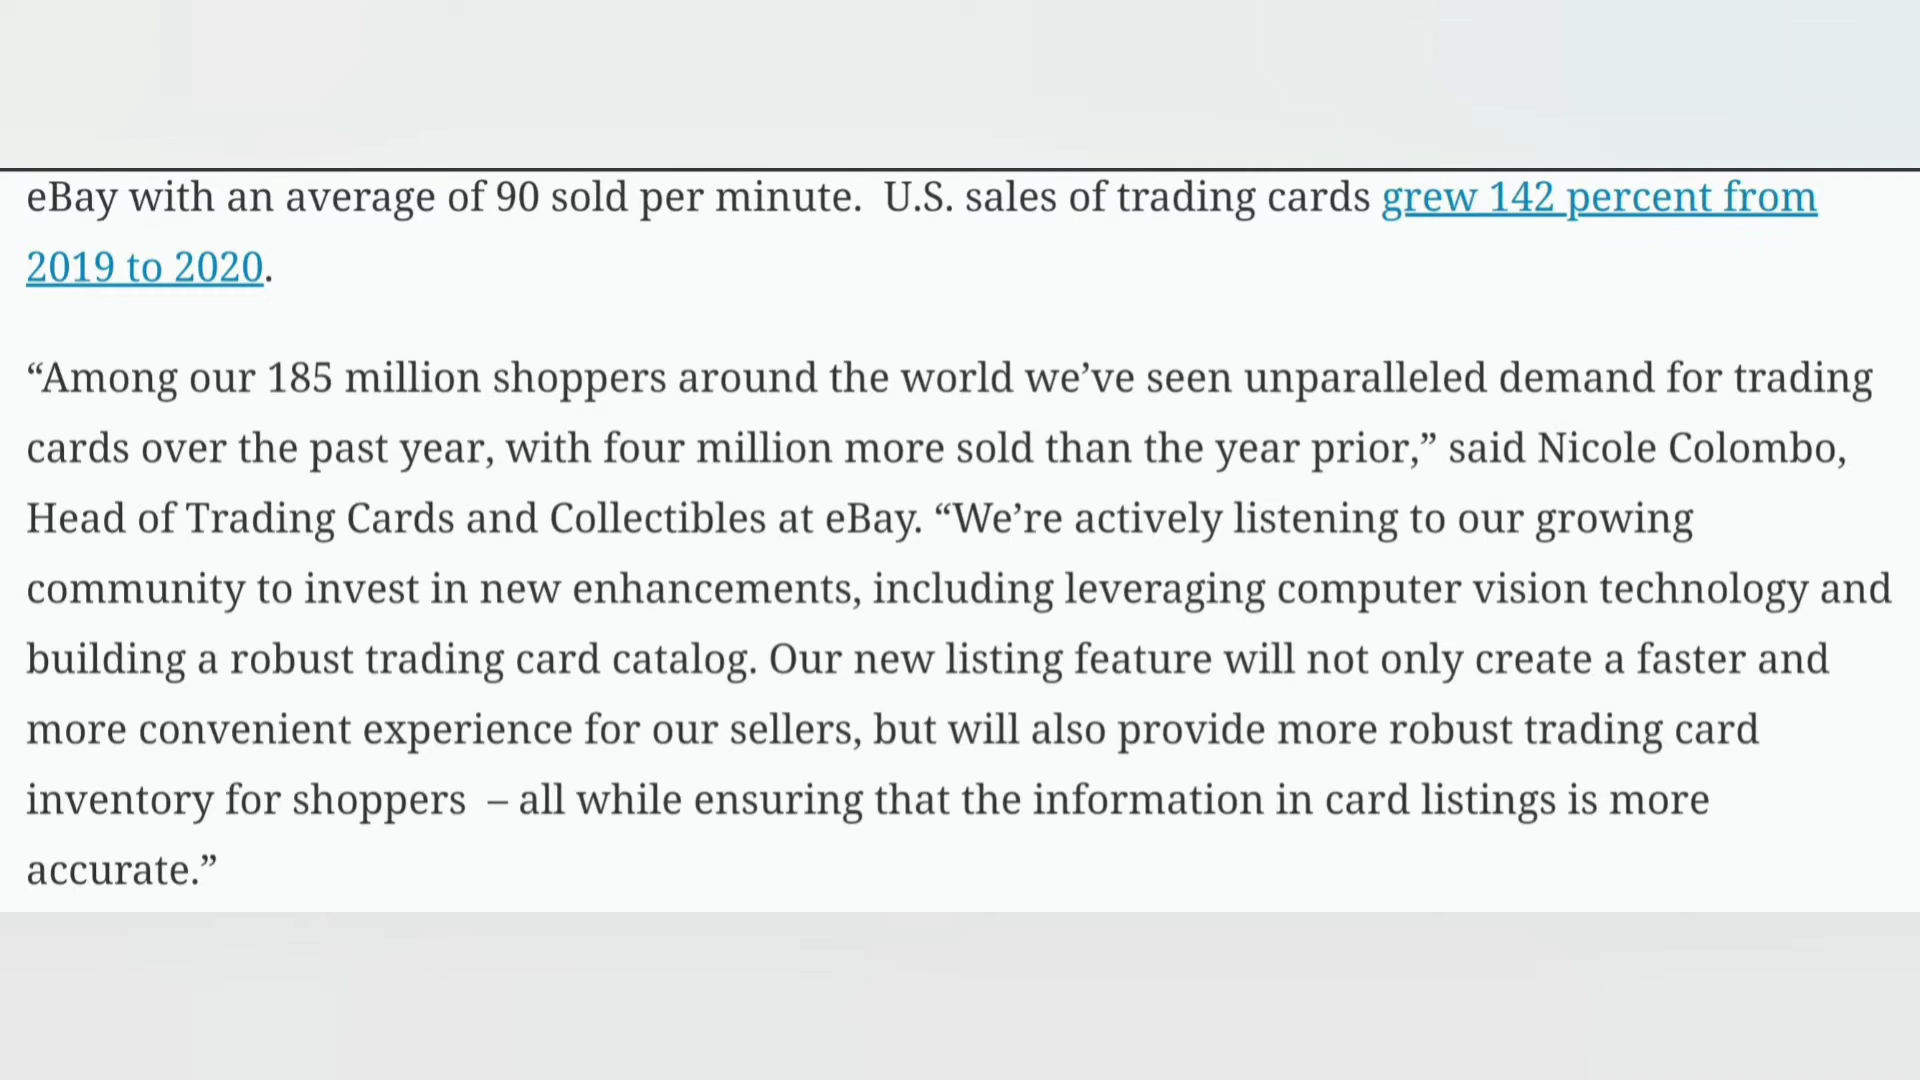 eBay with an average of 90 sold per minute.  U.S. sales of trading cards grew 142 percent from
2019 to 2020.
“Among our 185 million shoppers around the world we’ve seen unparalleled demand for trading
cards over the past year, with four million more sold than the year prior,” said Nicole Colombo,
Head of Trading Cards and Collectibles at eBay. “We’re actively listening to our growing
community to invest in new enhancements, including leveraging computer vision technology and
building a robust trading card catalog. Our new listing feature will not only create a faster and
more convenient experience for our sellers, but will also provide more robust trading card
inventory for shoppers  – all while ensuring that the information in card listings is more
accurate.”